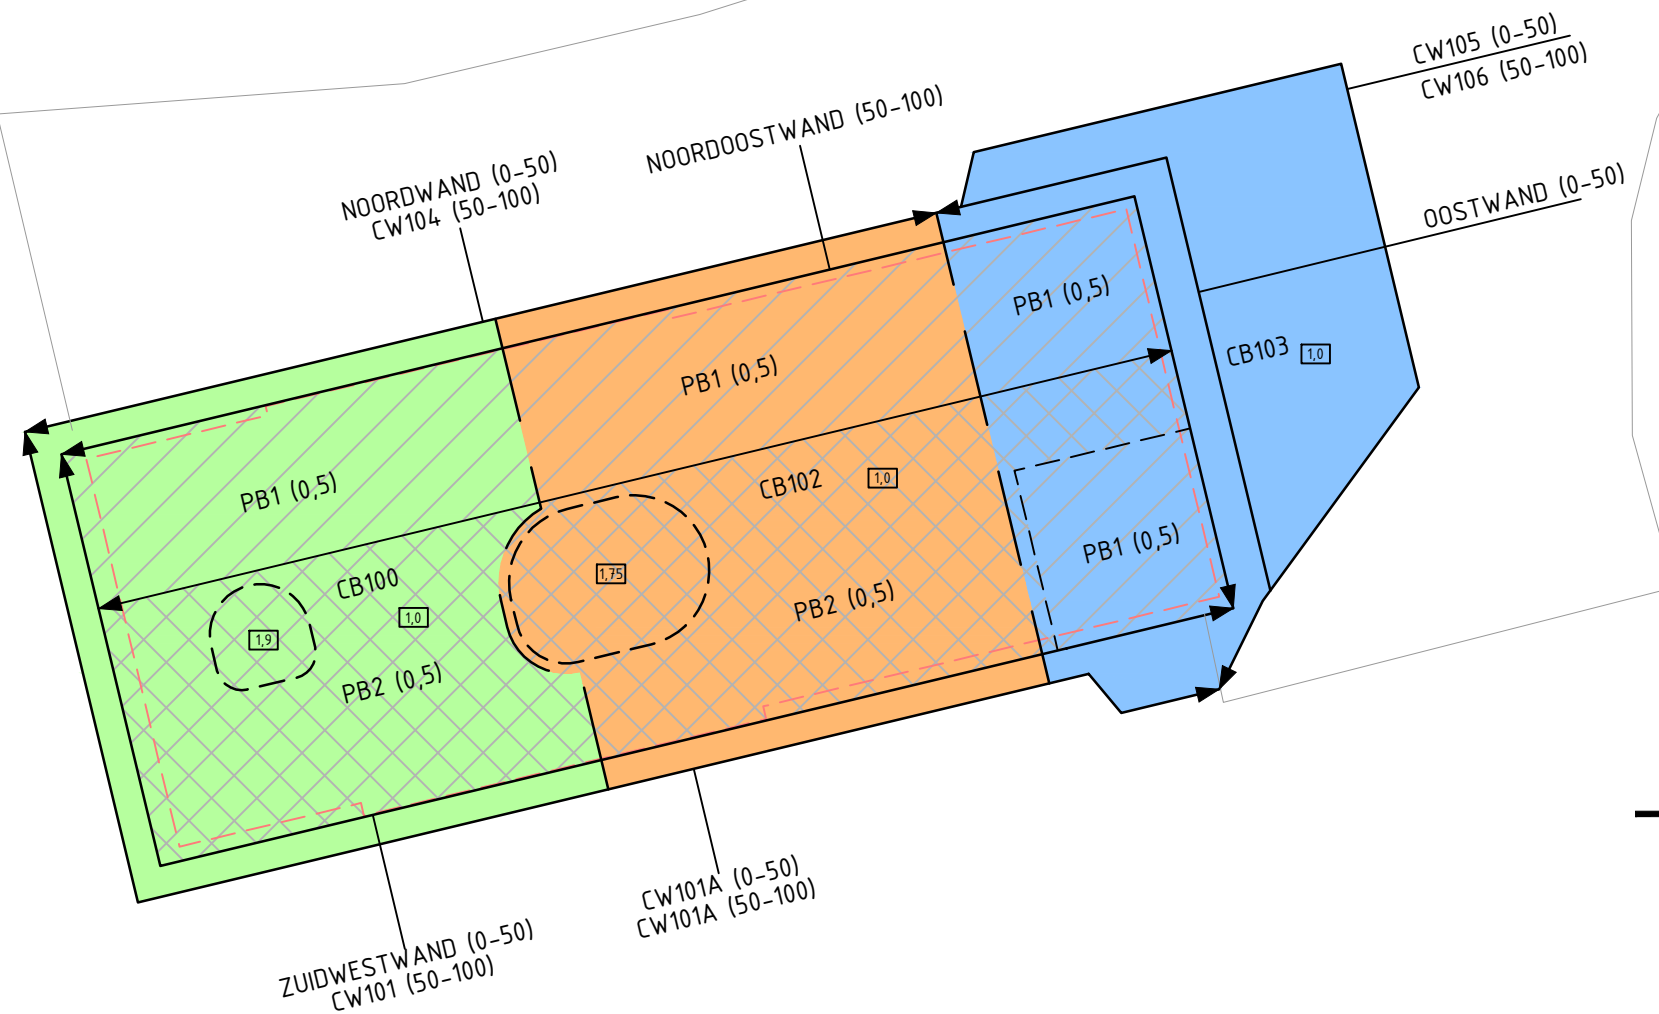 CW105 (0-50)
CW106 (50-100)
NOORDOOSTWAND (50-100)
NOORDWAND (0-50)
CW104 (50-100)
OOSTWAND (0-50)
PB1 (0,5)
CB103 1,0
PB1 (0,5)
PB1 (0,5)
CB102 1,0
PB1 (0,5)
CB100 1,0
1,75
PB2 (0,5)
1,9
PB2 (0,5)
CW101A (0-50)
CW101A (50-100)
ZUIDWESTWAND (0-50)
CW101 (50-100)